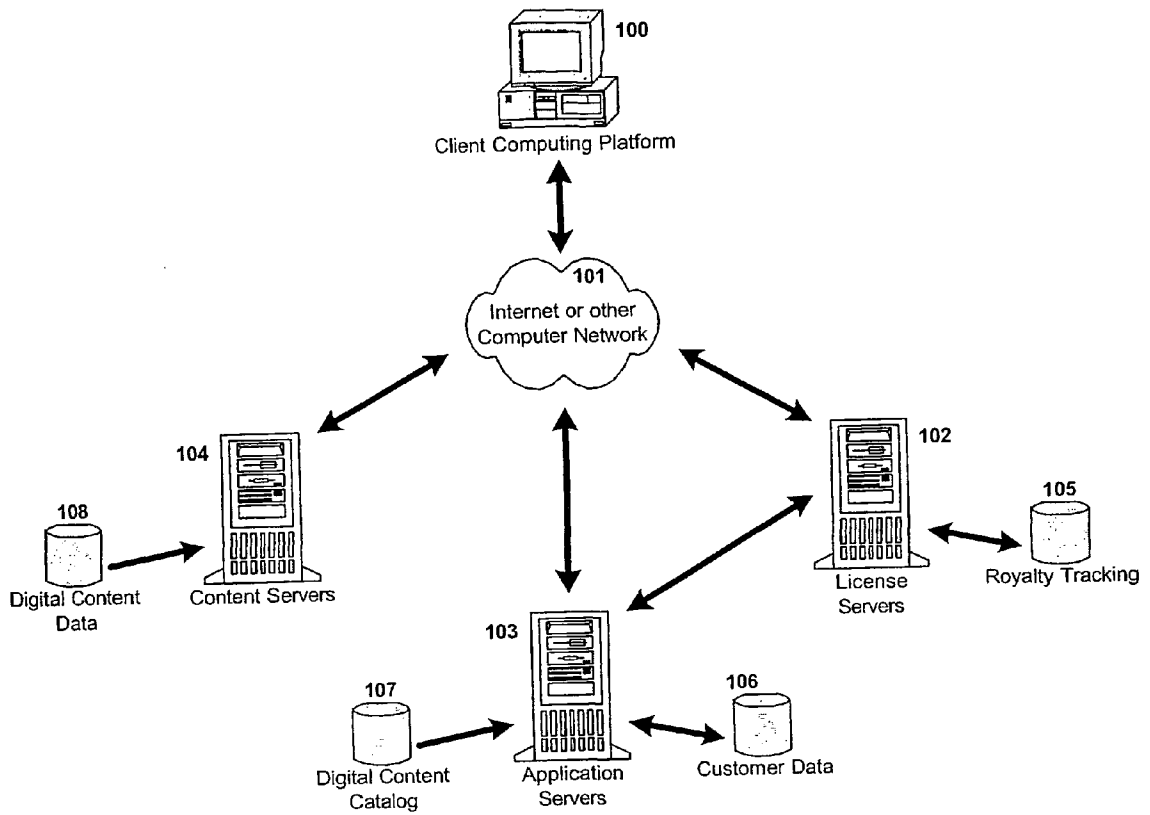 100
Client Computing Platform
101
Internet or other
Computer Network
104
102
108
105
Digital Content
Data
Content Servers
License
Servers
Royalty Tracking
103
107
106
Digital Content
Catalog
Application
Servers
Customer Data